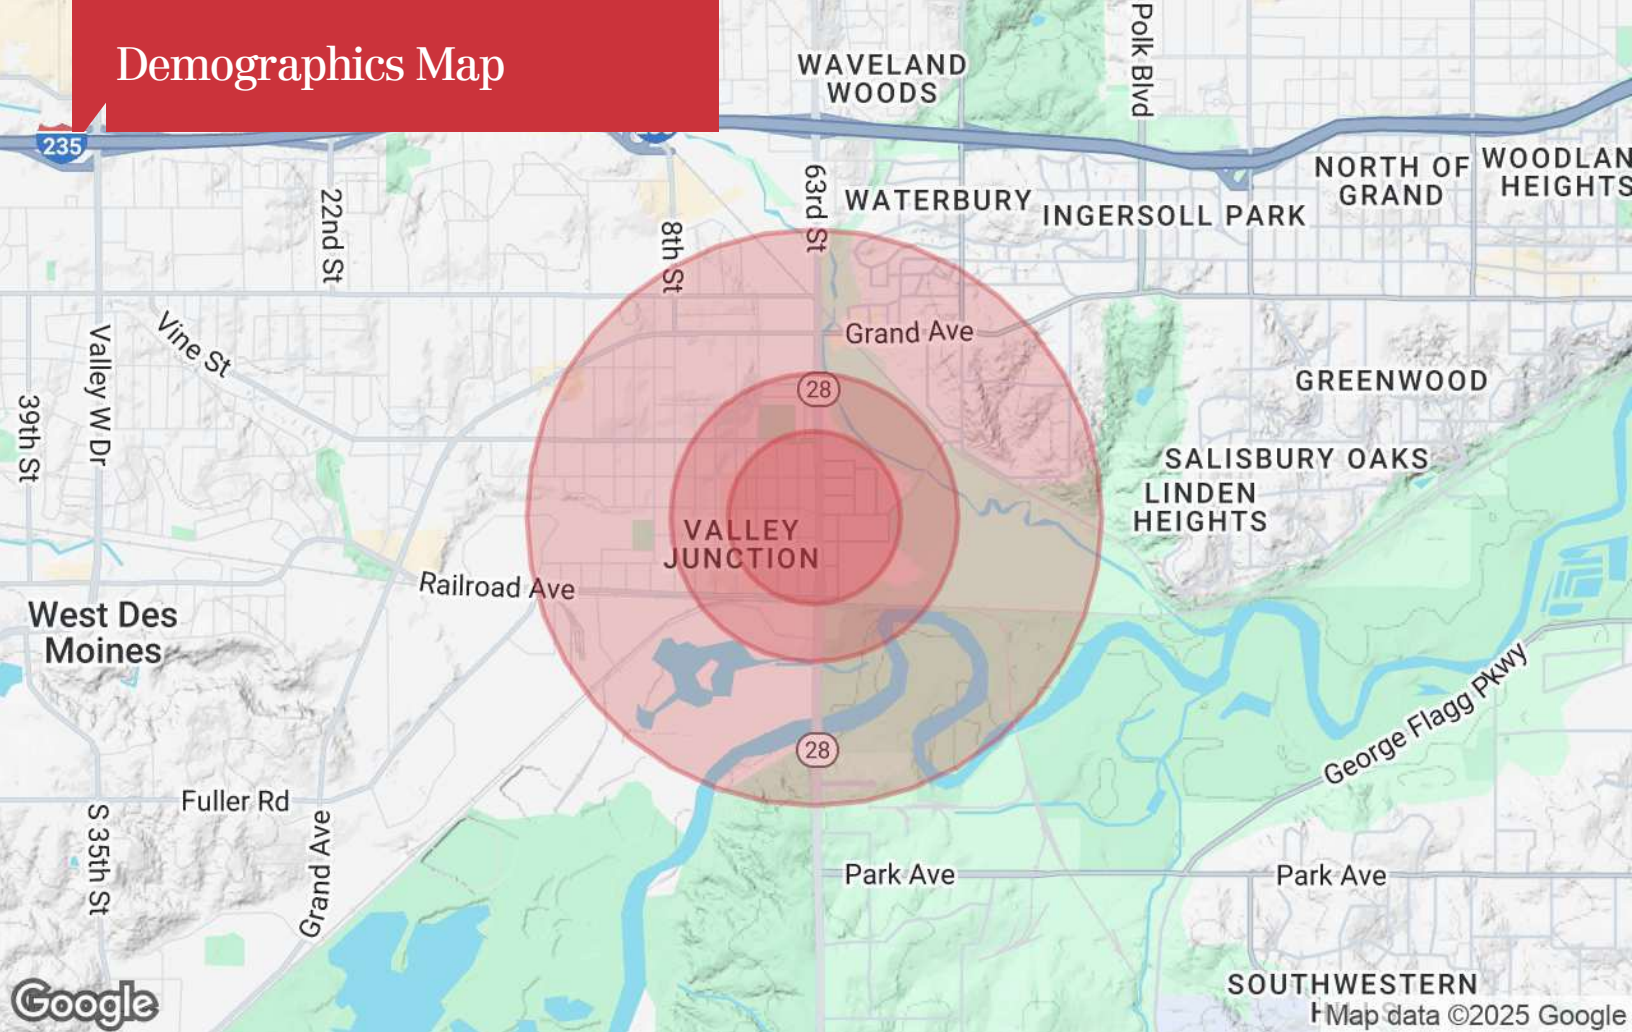 Demographics Map
WAVELAND
WOODS
Polk Blvd
235
63rd St
NORTH OF
GRAND
WOODLAN
HEIGHTS
22nd St
WATERBURY
INGERSOLL PARK
8th St
Vine St
Valley W Dr
Grand Ave
28
GREENWOOD
39th St
SALISBURY OAKS
LINDEN
HEIGHTS
VALLEY
JUNCTION
Railroad Ave
West Des
Moines
28
George Flagg Pkwy
Fuller Rd
S 35th St
Grand Ave
Park Ave
Park Ave
SOUTHWESTERN
Google
Map data ©2025 Google